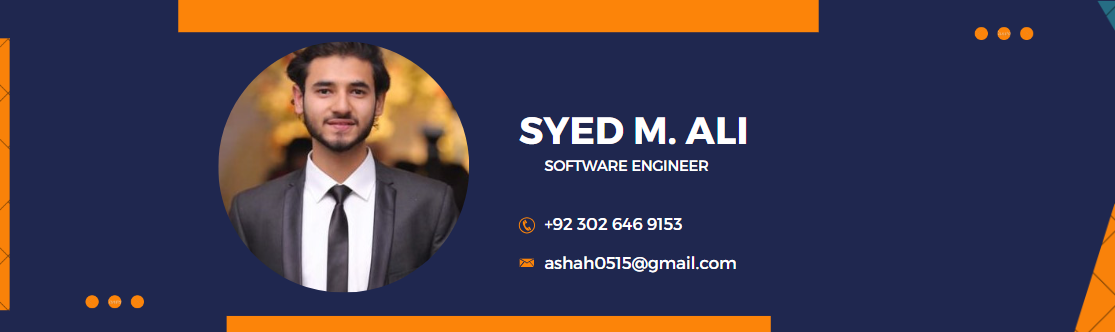 SYED M. ALI
SOFTWARE ENGINEER
+92 302 646 9153
ashah0515@gmail.com